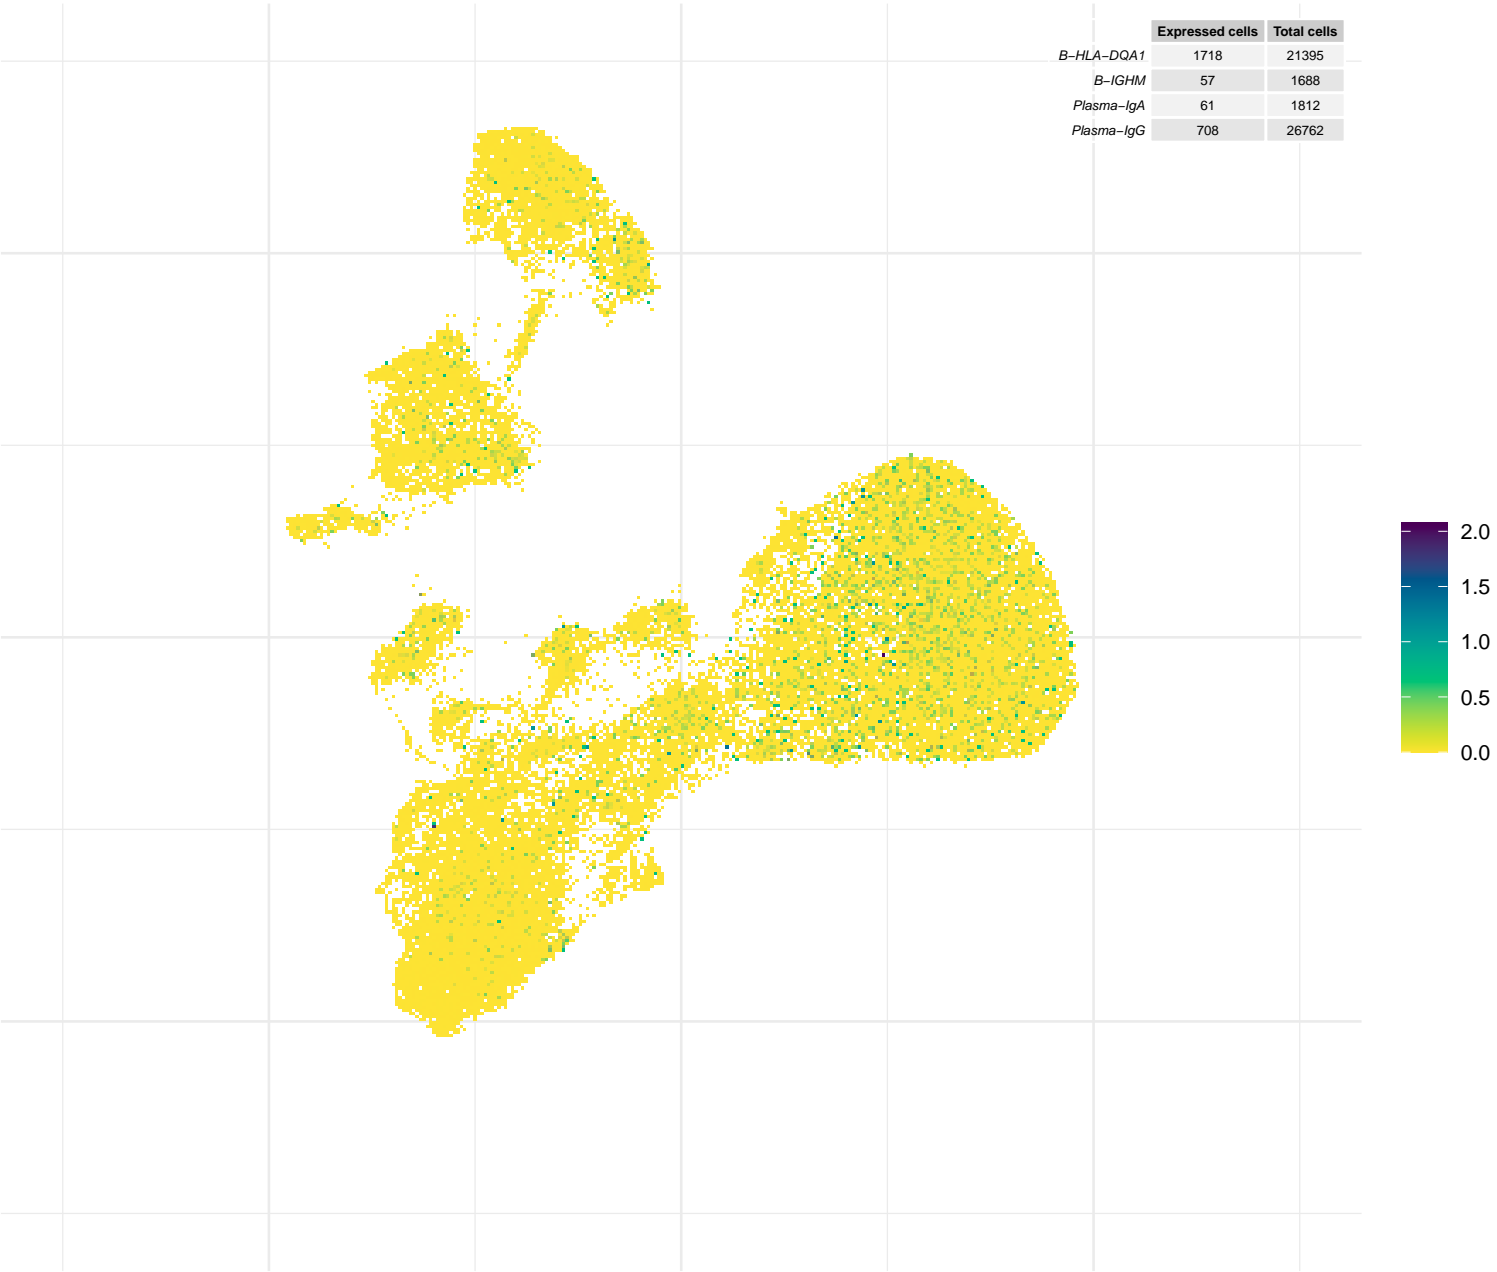 Expressed cells Total cells
B−HLA−DQA1 1718 21395
B−IGHM 57 1688
Plasma−IgA 61 1812
Plasma−IgG 708 26762
2.0
1.5
1.0
0.5
0.0